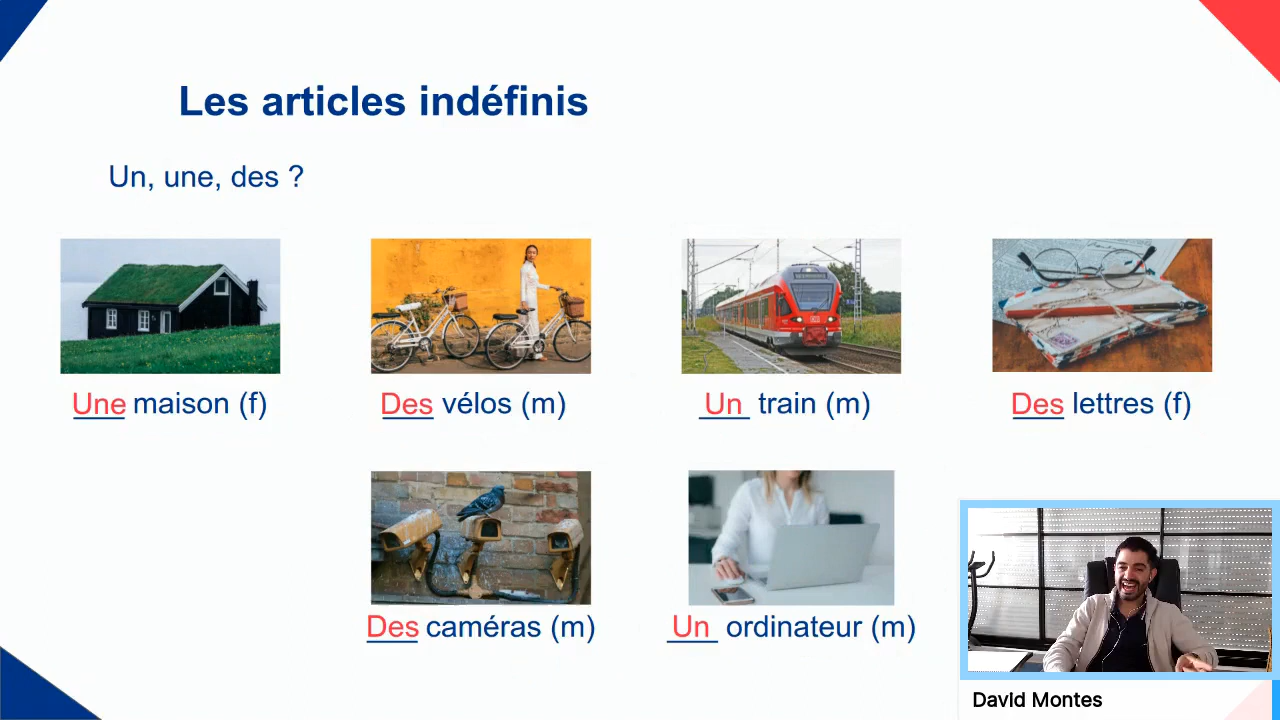 Les articles indéfinis
Un, une, des ?
Une maison (f)
Des vélos (m)
Un train (m)
Des lettres (f)
Des caméras (m)
Un ordinateur (m)
David Montes